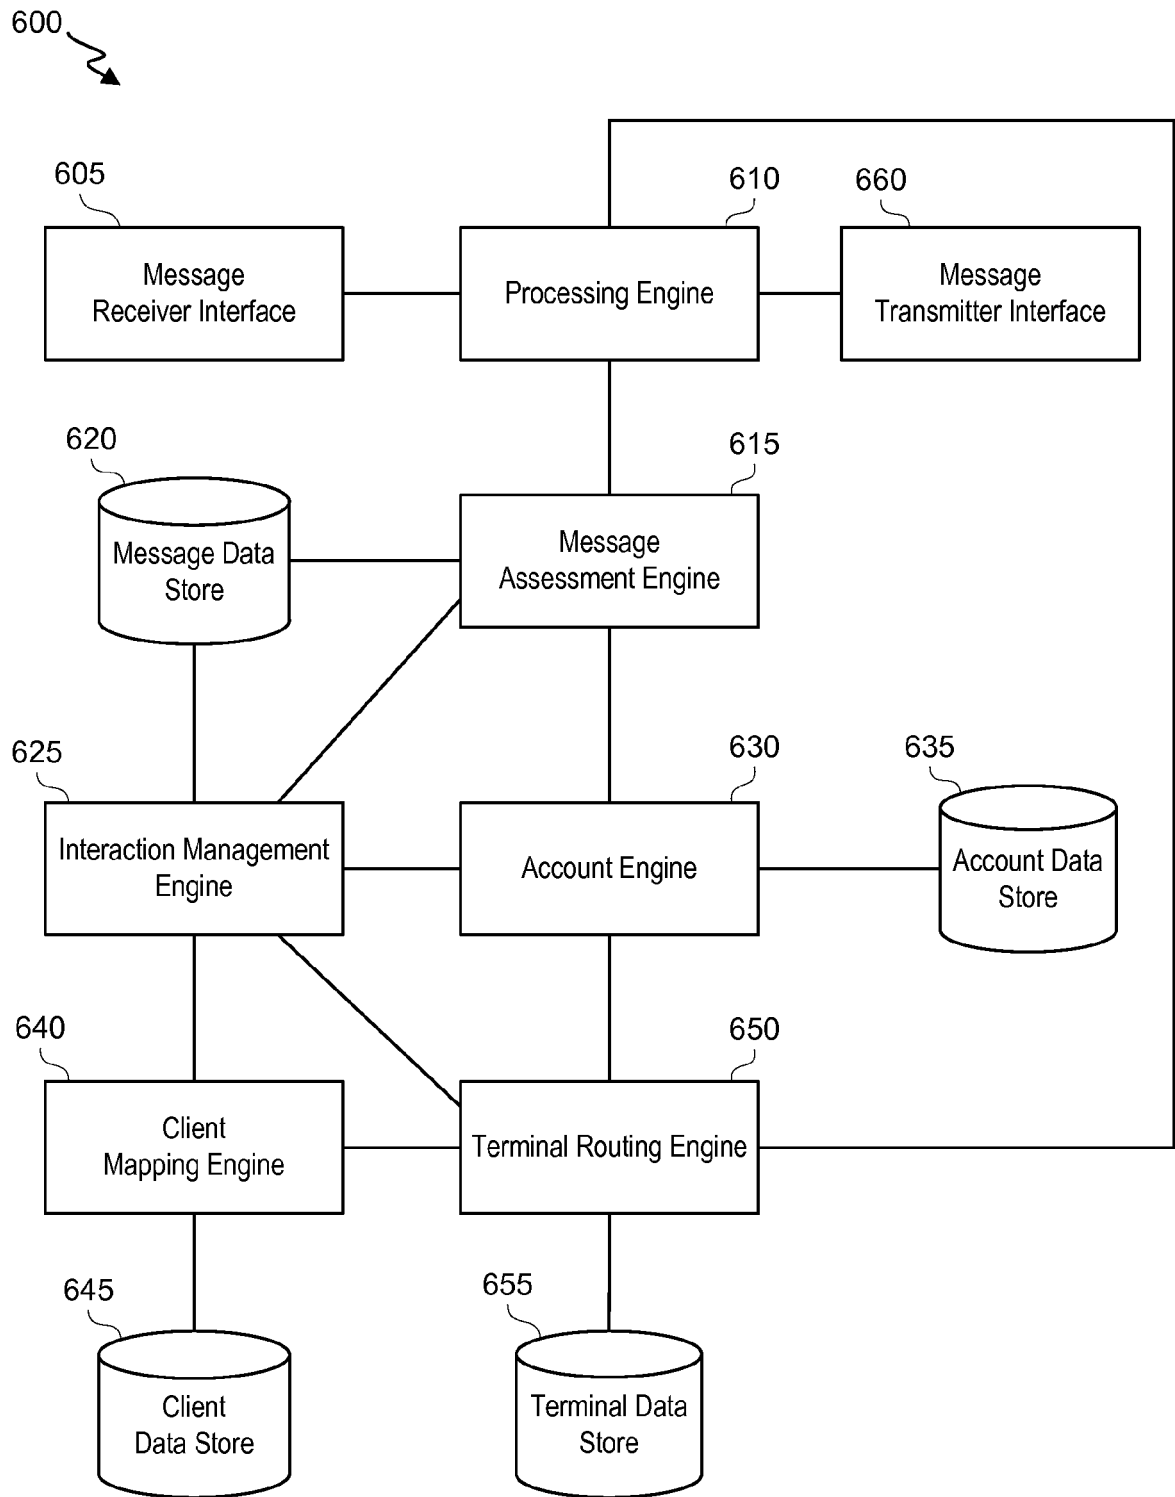 600
605
610
660
Message
Receiver Interface
Processing Engine
Message
Transmitter Interface
620
615
Message Data
Store
Message
Assessment Engine
625
630
635
Interaction Management
Engine
Account Engine
Account Data
Store
640
650
Client
Mapping Engine
Terminal Routing Engine
645
655
Client
Data Store
Terminal Data
Store